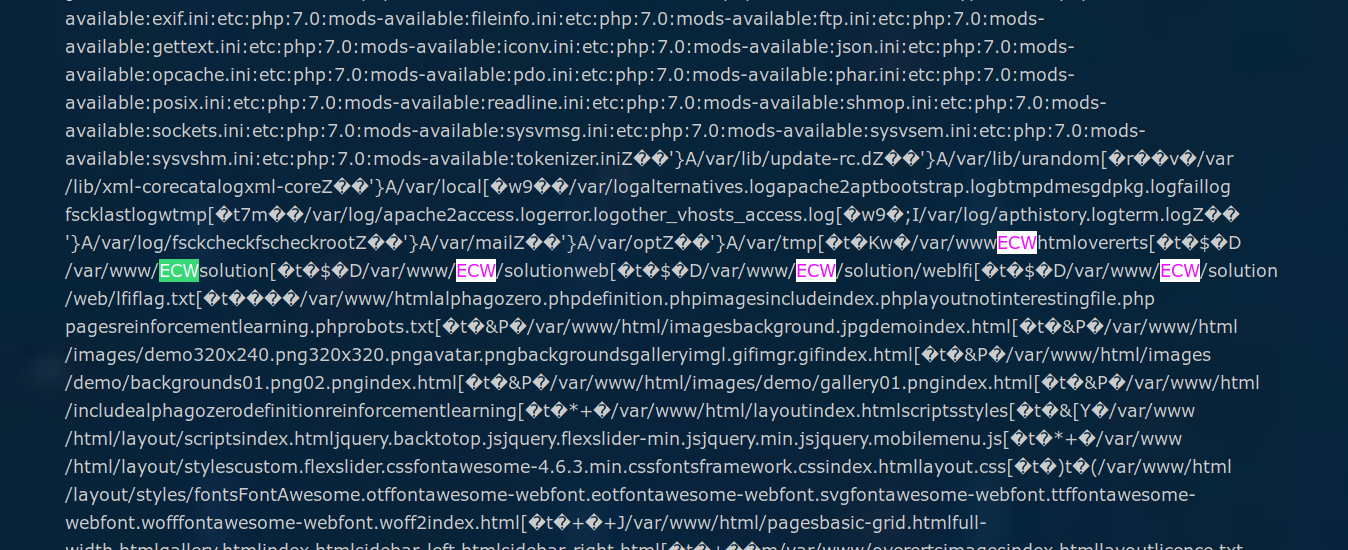 available:exif.ini:etc:php:7.0:mods-available:fileinfo.ini:etc:php:7.0:mods-available:ftp.ini:etc:php:7.0:mods-
available:gettext.ini:etc:php:7.0:mods-available:iconv.ini:etc:php:7.0:mods-available:json.ini:etc:php:7.0:mods-
available:opcache.ini:etc:php:7.0:mods-available:pdo.ini:etc:php:7.0:mods-available:phar.ini:etc:php:7.0:mods-
available:posix.ini:etc:php:7.0:mods-available:readline.ini:etc:php:7.0:mods-available:shmop.ini:etc:php:7.0:mods-
available:sockets.ini:etc:php:7.0:mods-available:sysvmsg.ini:etc:php:7.0:mods-available:sysvsem.ini:etc:php:7.0:mods-
available:sysvshm.ini:etc:php:7.0:mods-available:tokenizer.iniZ��'}A/var/lib/update-rc.dZ��'}A/var/lib/urandom[�r��v�/var
/lib/xml-corecatalogxml-coreZ��'}A/var/local[�w9��/var/logalternatives.logapache2aptbootstrap.logbtmpdmesgdpkg.logfaillog
fscklastlogwtmp[�t7m��/var/log/apache2access.logerror.logother_vhosts_access.log[�w9�;I/var/log/apthistory.logterm.logZ��
'}A/var/log/fsckcheckfscheckrootZ��'}A/var/mailZ��'}A/var/optZ��'}A/var/tmp[�t�Kw�/var/wwwECWhtmlovererts[�t�$�D
/var/www/ECWsolution[�t�$�D/var/www/ECW/solutionweb[�t�$�D/var/www/ECW/solution/weblfi[�t�$�D/var/www/ECW/solution
/web/lfiflag.txt[�t����/var/www/htmlalphagozero.phpdefinition.phpimagesincludeindex.phplayoutnotinterestingfile.php
pagesreinforcementlearning.phprobots.txt[�t�&P�/var/www/html/imagesbackground.jpgdemoindex.html[�t�&P�/var/www/html
/images/demo320x240.png320x320.pngavatar.pngbackgroundsgalleryimgl.gifimgr.gifindex.html[�t�&P�/var/www/html/images
/demo/backgrounds01.png02.pngindex.html[�t�&P�/var/www/html/images/demo/gallery01.pngindex.html[�t�&P�/var/www/html
/includealphagozerodefinitionreinforcementlearning[�t�*+�/var/www/html/layoutindex.htmlscriptsstyles[�t�&[Y�/var/www
/html/layout/scriptsindex.htmljquery.backtotop.jsjquery.flexslider-min.jsjquery.min.jsjquery.mobilemenu.js[�t�*+�/var/www
/html/layout/stylescustom.flexslider.cssfontawesome-4.6.3.min.cssfontsframework.cssindex.htmllayout.css[�t�)t�(/var/www/html
/layout/styles/fontsFontAwesome.otffontawesome-webfont.eotfontawesome-webfont.svgfontawesome-webfont.ttffontawesome-
webfont.wofffontawesome-webfont.woff2index.html[�t�+�+J/var/www/html/pagesbasic-grid.htmlfull-
width.htmlgallery.htmlindex.htmlsidebar-left.htmlsidebar-right.html[�t�+��m/var/www/overertsimagesindex.htmllayoutlicence.txt